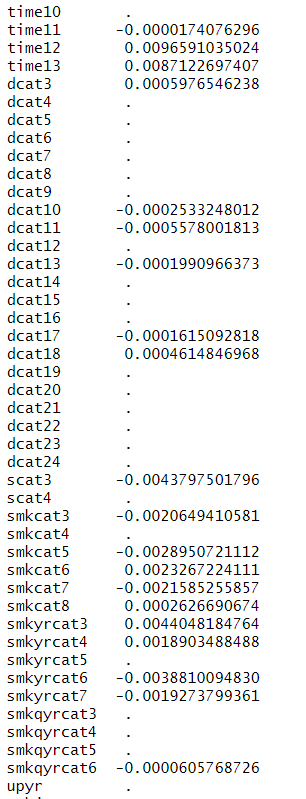 time10 .
time11 -0.0000174076296
time12 0.0096591035024
time13 0.0087122697407
dcat3 0.0005976546238
dcat4 .
dcat5 .
dcat6 .
dcat7 .
dcat8 .
dcat9 .
dcat10 -0.0002533248012
dcat11 -0.0005578001813
dcat12 .
dcat13 -0.0001990966373
dcat14 .
dcat15 .
dcat16 .
dcat17 -0.0001615092818
dcat18 0.0004614846968
dcat19 .
dcat20 .
dcat21 .
dcat22 .
dcat23 .
dcat24 .
scat3 -0.0043797501796
scat4 .
smkcat3 -0.0020649410581
smkcat4 .
smkcat5 -0.0028950721112
smkcat6 0.0023267224111
smkcat7 -0.0021585255857
smkcat8 0.0002626690674
smkyrcat3 0.0044048184764
smkyrcat4 0.0018903488488
smkyrcat5 .
smkyrcat6 -0.0038810094830
smkyrcat7 -0.0019273799361
smkqyrcat3 .
smkqyrcat4 .
smkqyrcat5 .
smkqyrcat6 -0.0000605768726
upyr .